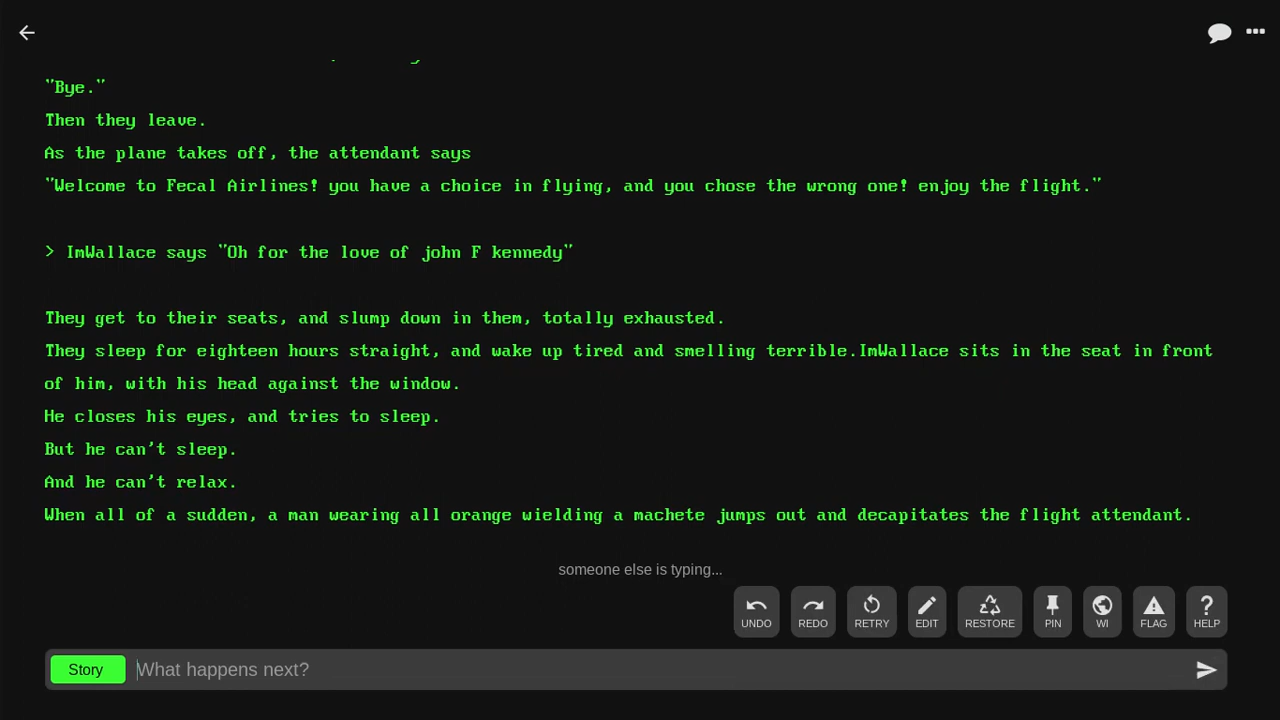 "Bye."
Then they leave.
As the plane takes off, the attendant says
"Welcome to Fecal Airlines! you have a choice in flying, and you chose the wrong one! enjoy the flight."
> ImWallace says "Oh for the love of john F kennedy"
They get to their seats, and slump down in them, totally exhausted.
They sleep for eighteen hours straight, and wake up tired and smelling terrible.ImWallace sits in the seat in front
of him, with his head against the window.
He closes his eyes, and tries to sleep.
But he can't sleep.
And he can't relax.
When all of a sudden, a man wearing all orange wielding a machete jumps out and decapitates the flight attendant.
someone else is typing...
UNDO REDO RETRY EDIT RESTORE PIN WI FLAG HELP
Story What happens next?